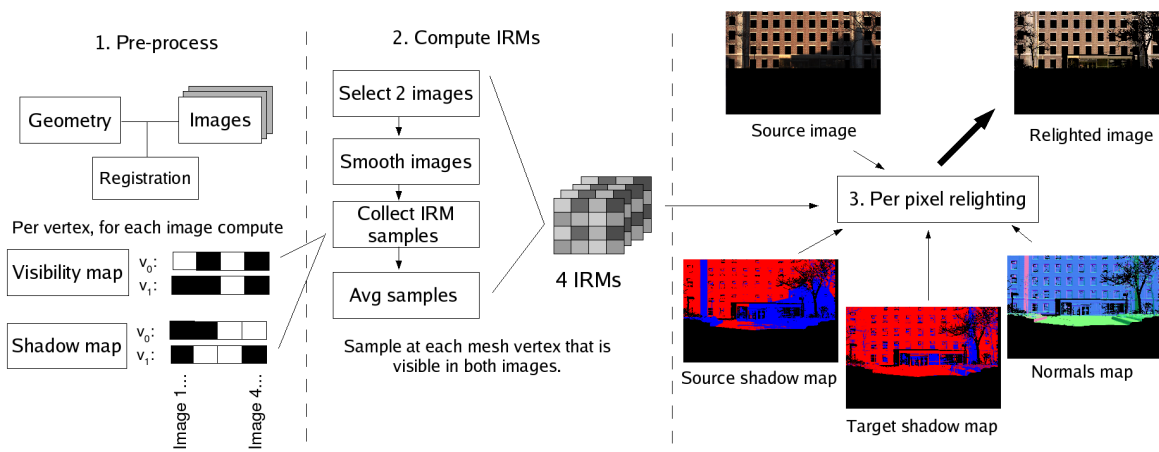 1. Pre-process
Geometry
Images
Registration
Per vertex, for each image compute
Visibility map
v0:
v1:
Shadow map
v0:
v1:
Image 1...
Image 4...
2. Compute IRMs
Select 2 images
Smooth images
Collect IRM
samples
Avg samples
4 IRMs
Sample at each mesh vertex that is
visible in both images.
Source image
Relighted image
3. Per pixel relighting
Source shadow map
Target shadow map
Normals map